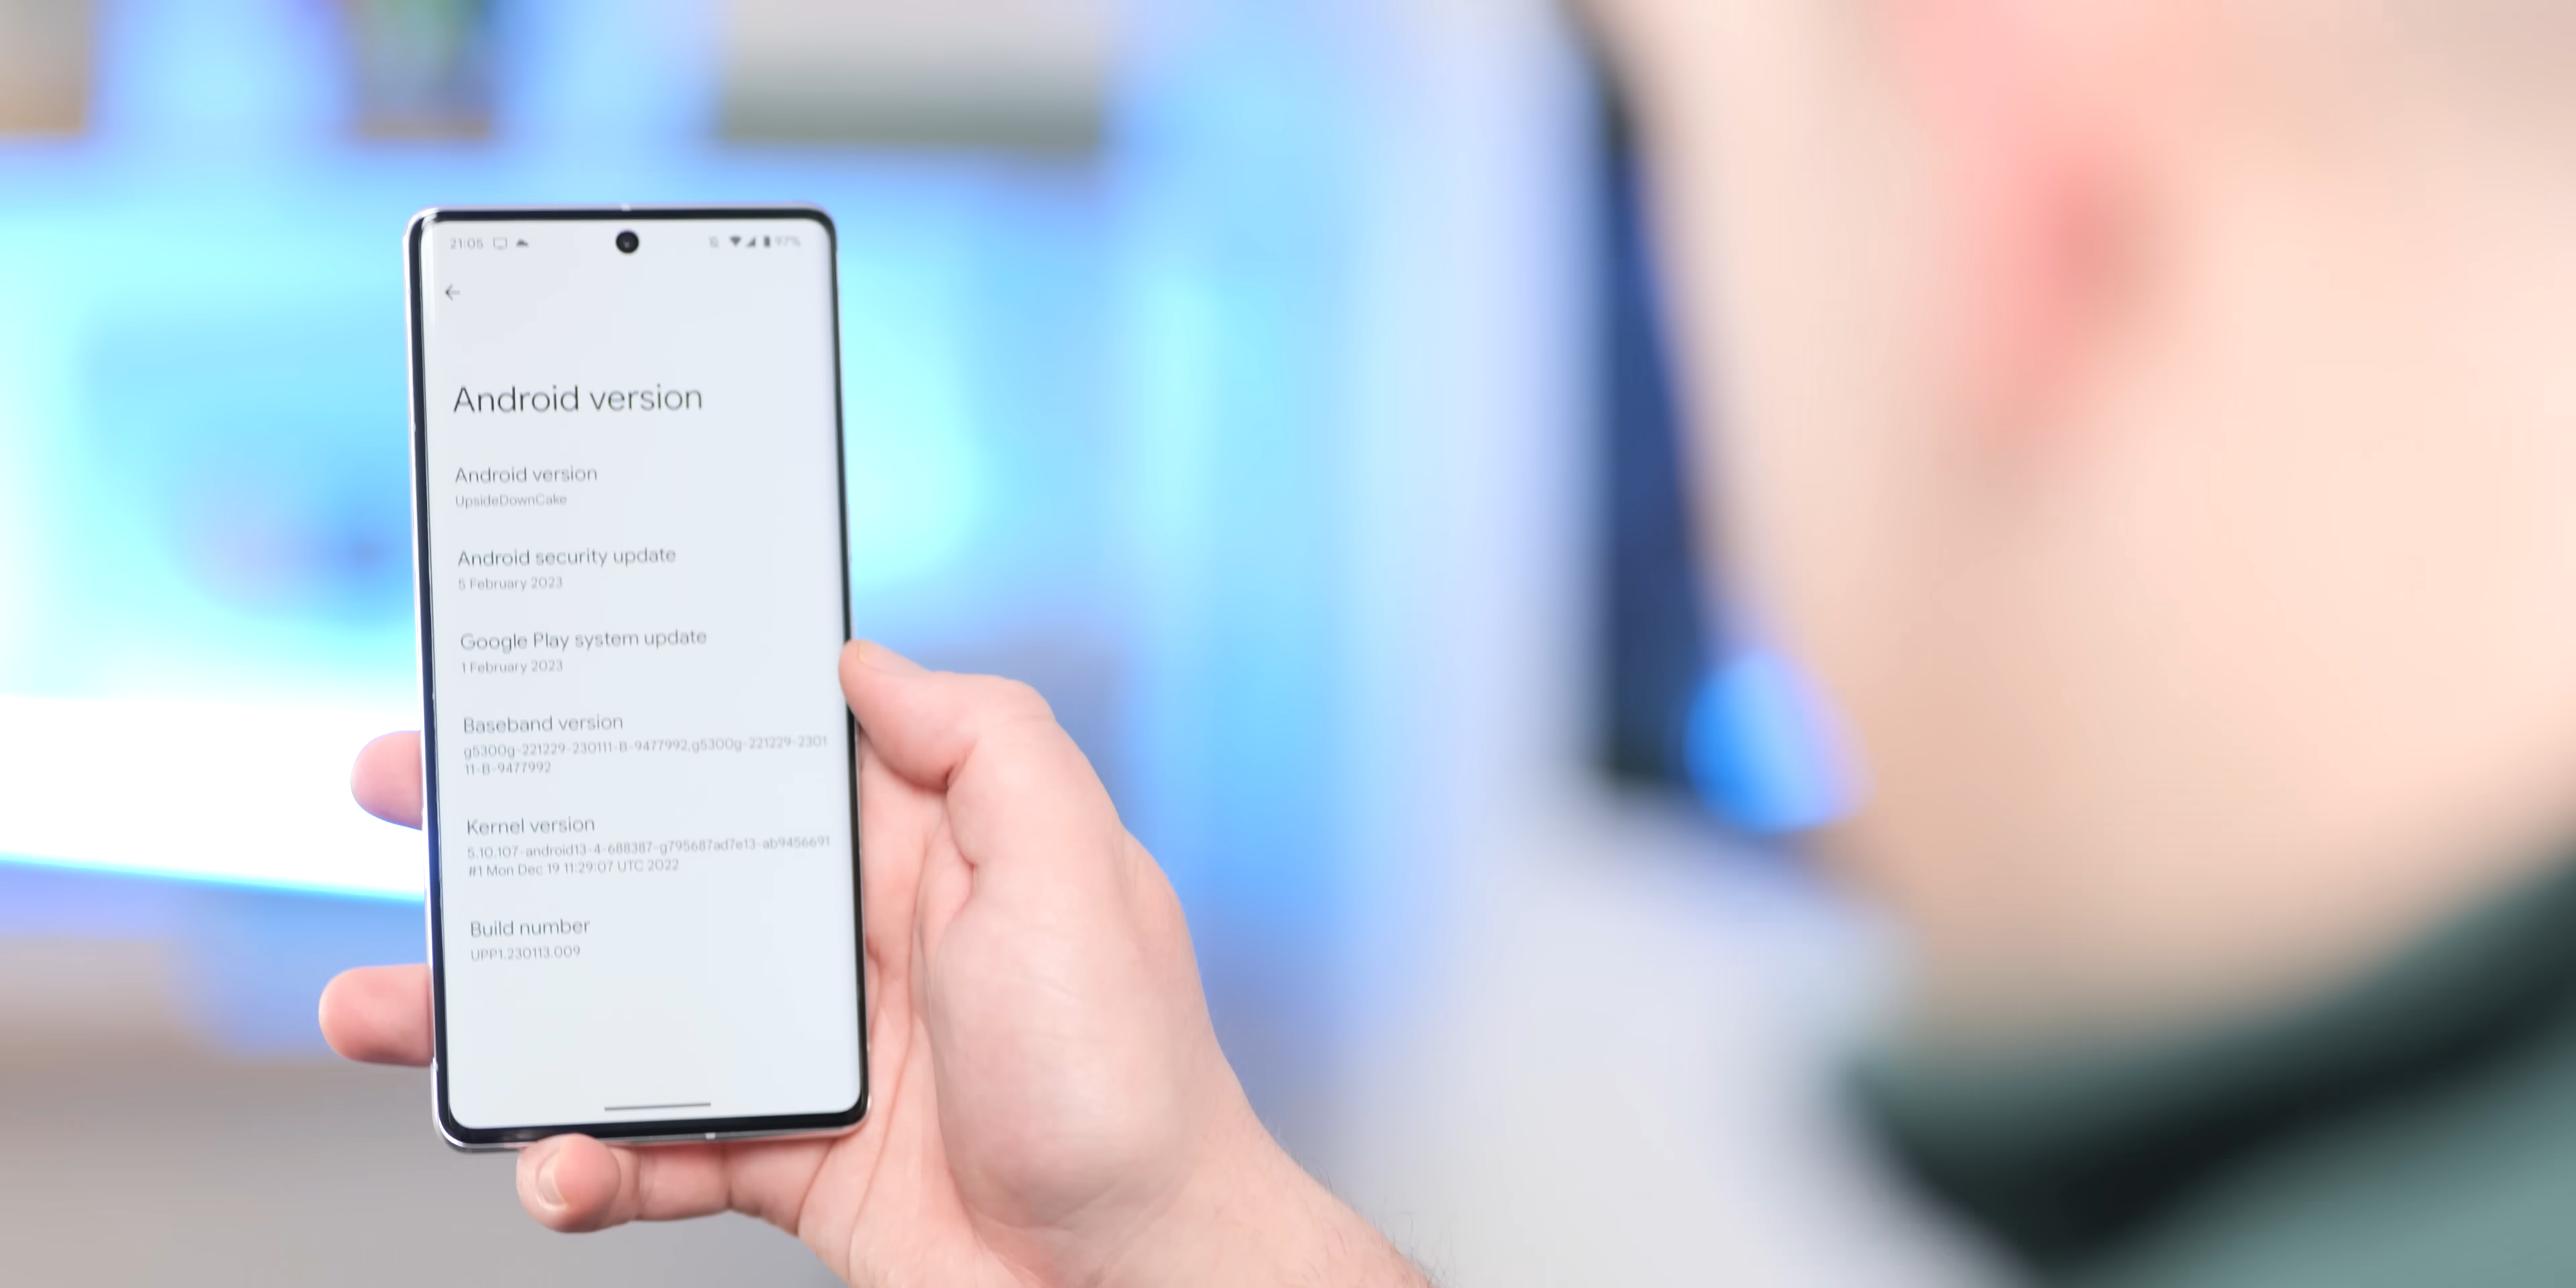 21:05 97%
Android version
Android version
UpsideDownCake
Android security update
5 February 2023
Google Play system update
1 February 2023
Baseband version
g5300g-221229-230111-B-9477992,g5300g-221229-2301
11-B-9477992
Kernel version
5.10.107-android13-4-688387-g795687ad7e13-ab9456691
#1 Mon Dec 19 11:29:07 UTC 2022
Build number
UPP1.230113.009